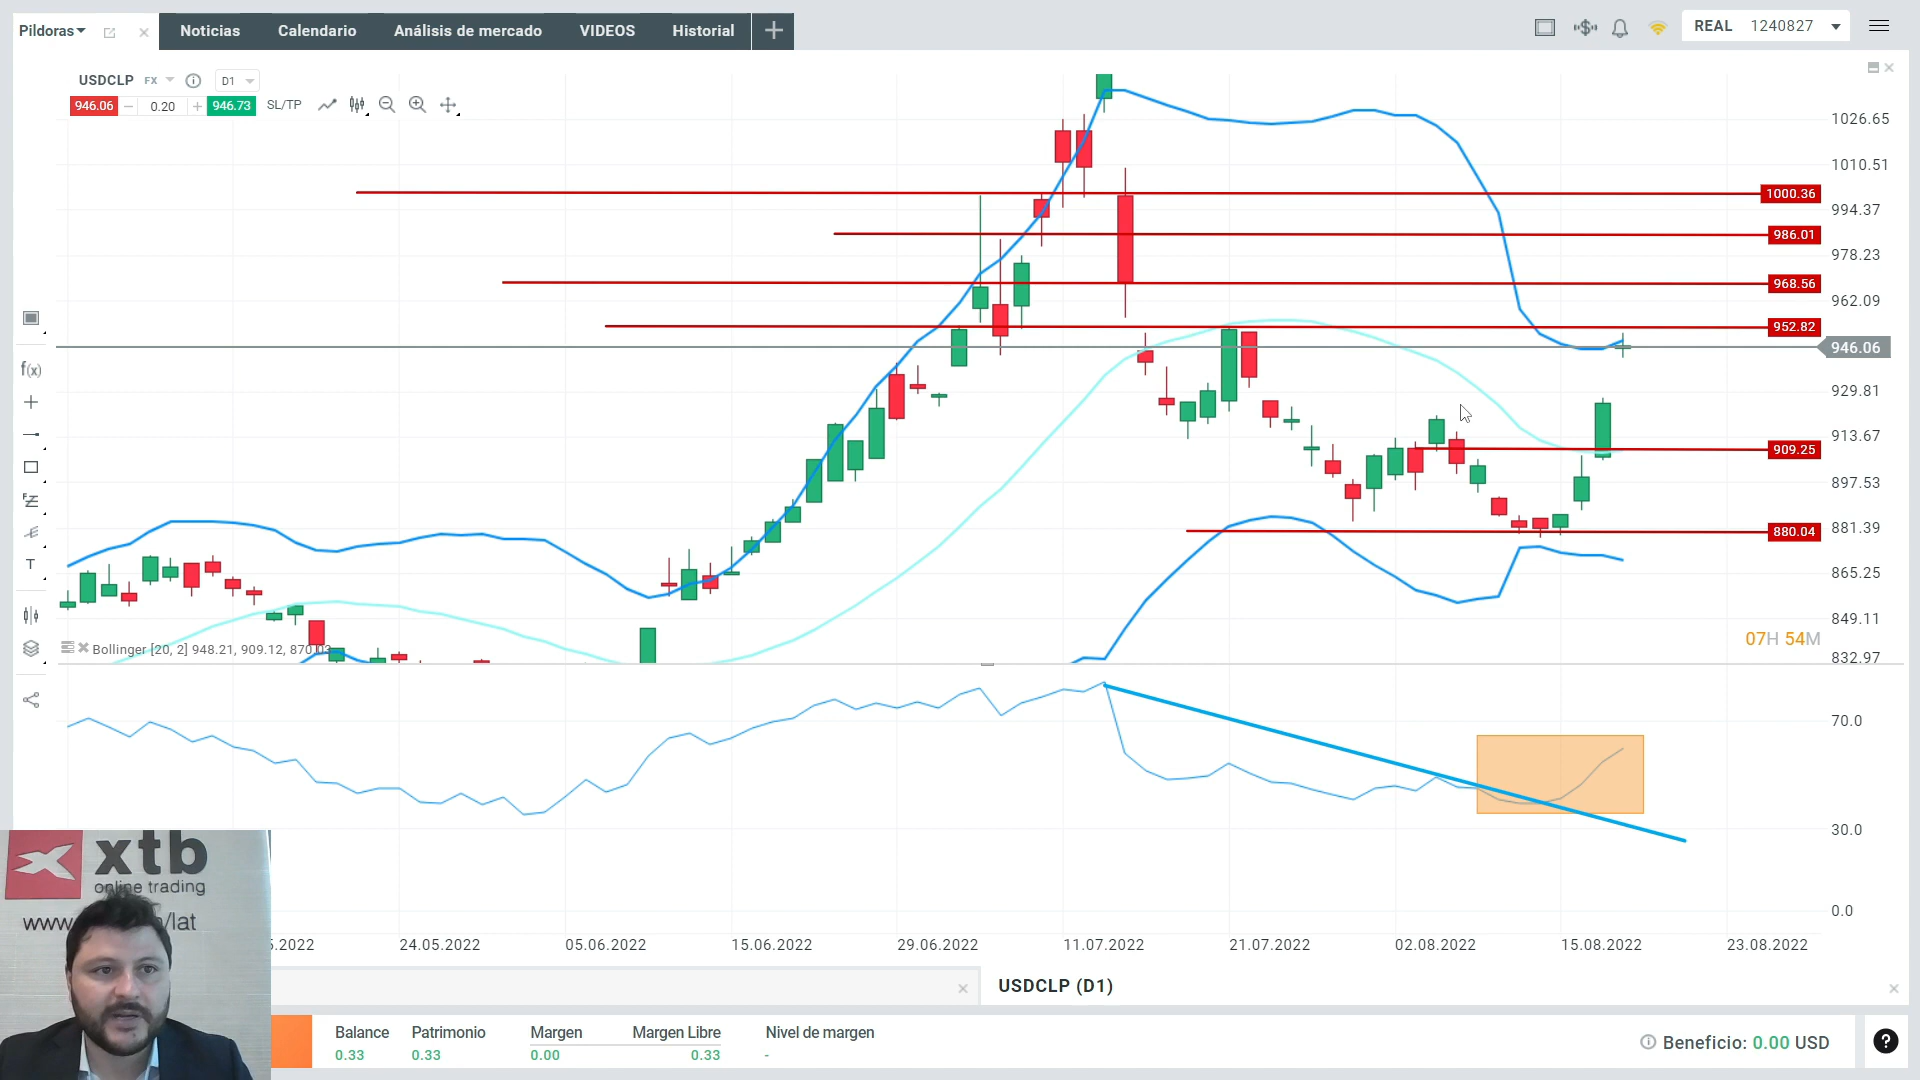 Pildoras
Noticias
Calendario
Análisis de mercado
VIDEOS
Historial
REAL 1240827
USDCLP FX D1
946.06 0.20 946.73 SL/TP
1026.65
1010.51
1000.36
994.37
986.01
978.23
968.56
962.09
952.82
946.06
929.81
913.67
909.25
897.53
881.39
880.04
865.25
849.11
07H 54M
832.97
f(x)
T
Bollinger [20, 2] 948.21, 909.12, 870.03
70.0
30.0
0.0
xtb
online trading
www /lat
5.2022 24.05.2022 05.06.2022 15.06.2022 29.06.2022 11.07.2022 21.07.2022 02.08.2022 15.08.2022 23.08.2022
USDCLP (D1)
Balance Patrimonio Margen Margen Libre Nivel de margen
0.33 0.33 0.00 0.33 -
Beneficio: 0.00 USD
?